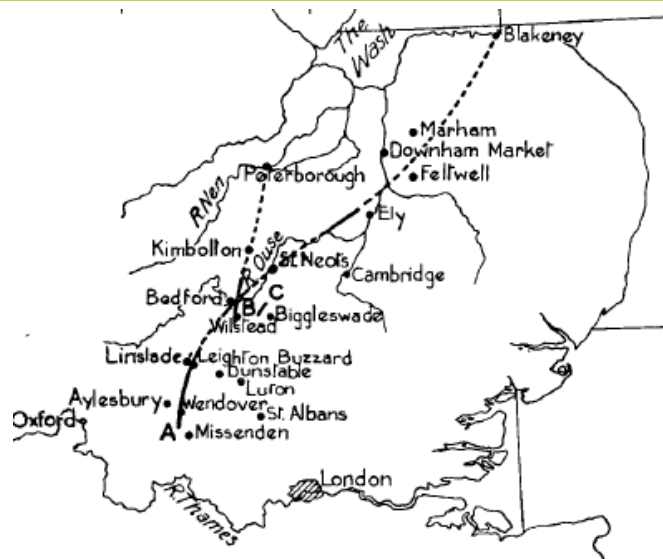 The
Wash
Blakeney
Marham
Downham Market
Feltwell
Peterborough
R.Nen
Ely
Kimbolton
R. Ouse
St.Neots
Cambridge
Bedford
B
C
Wilstead
Biggleswade
Linslade
Leighton Buzzard
Dunstable
Luron
Aylesbury
Wendover
St. Albans
Oxford
A
Missenden
London
R.Thames